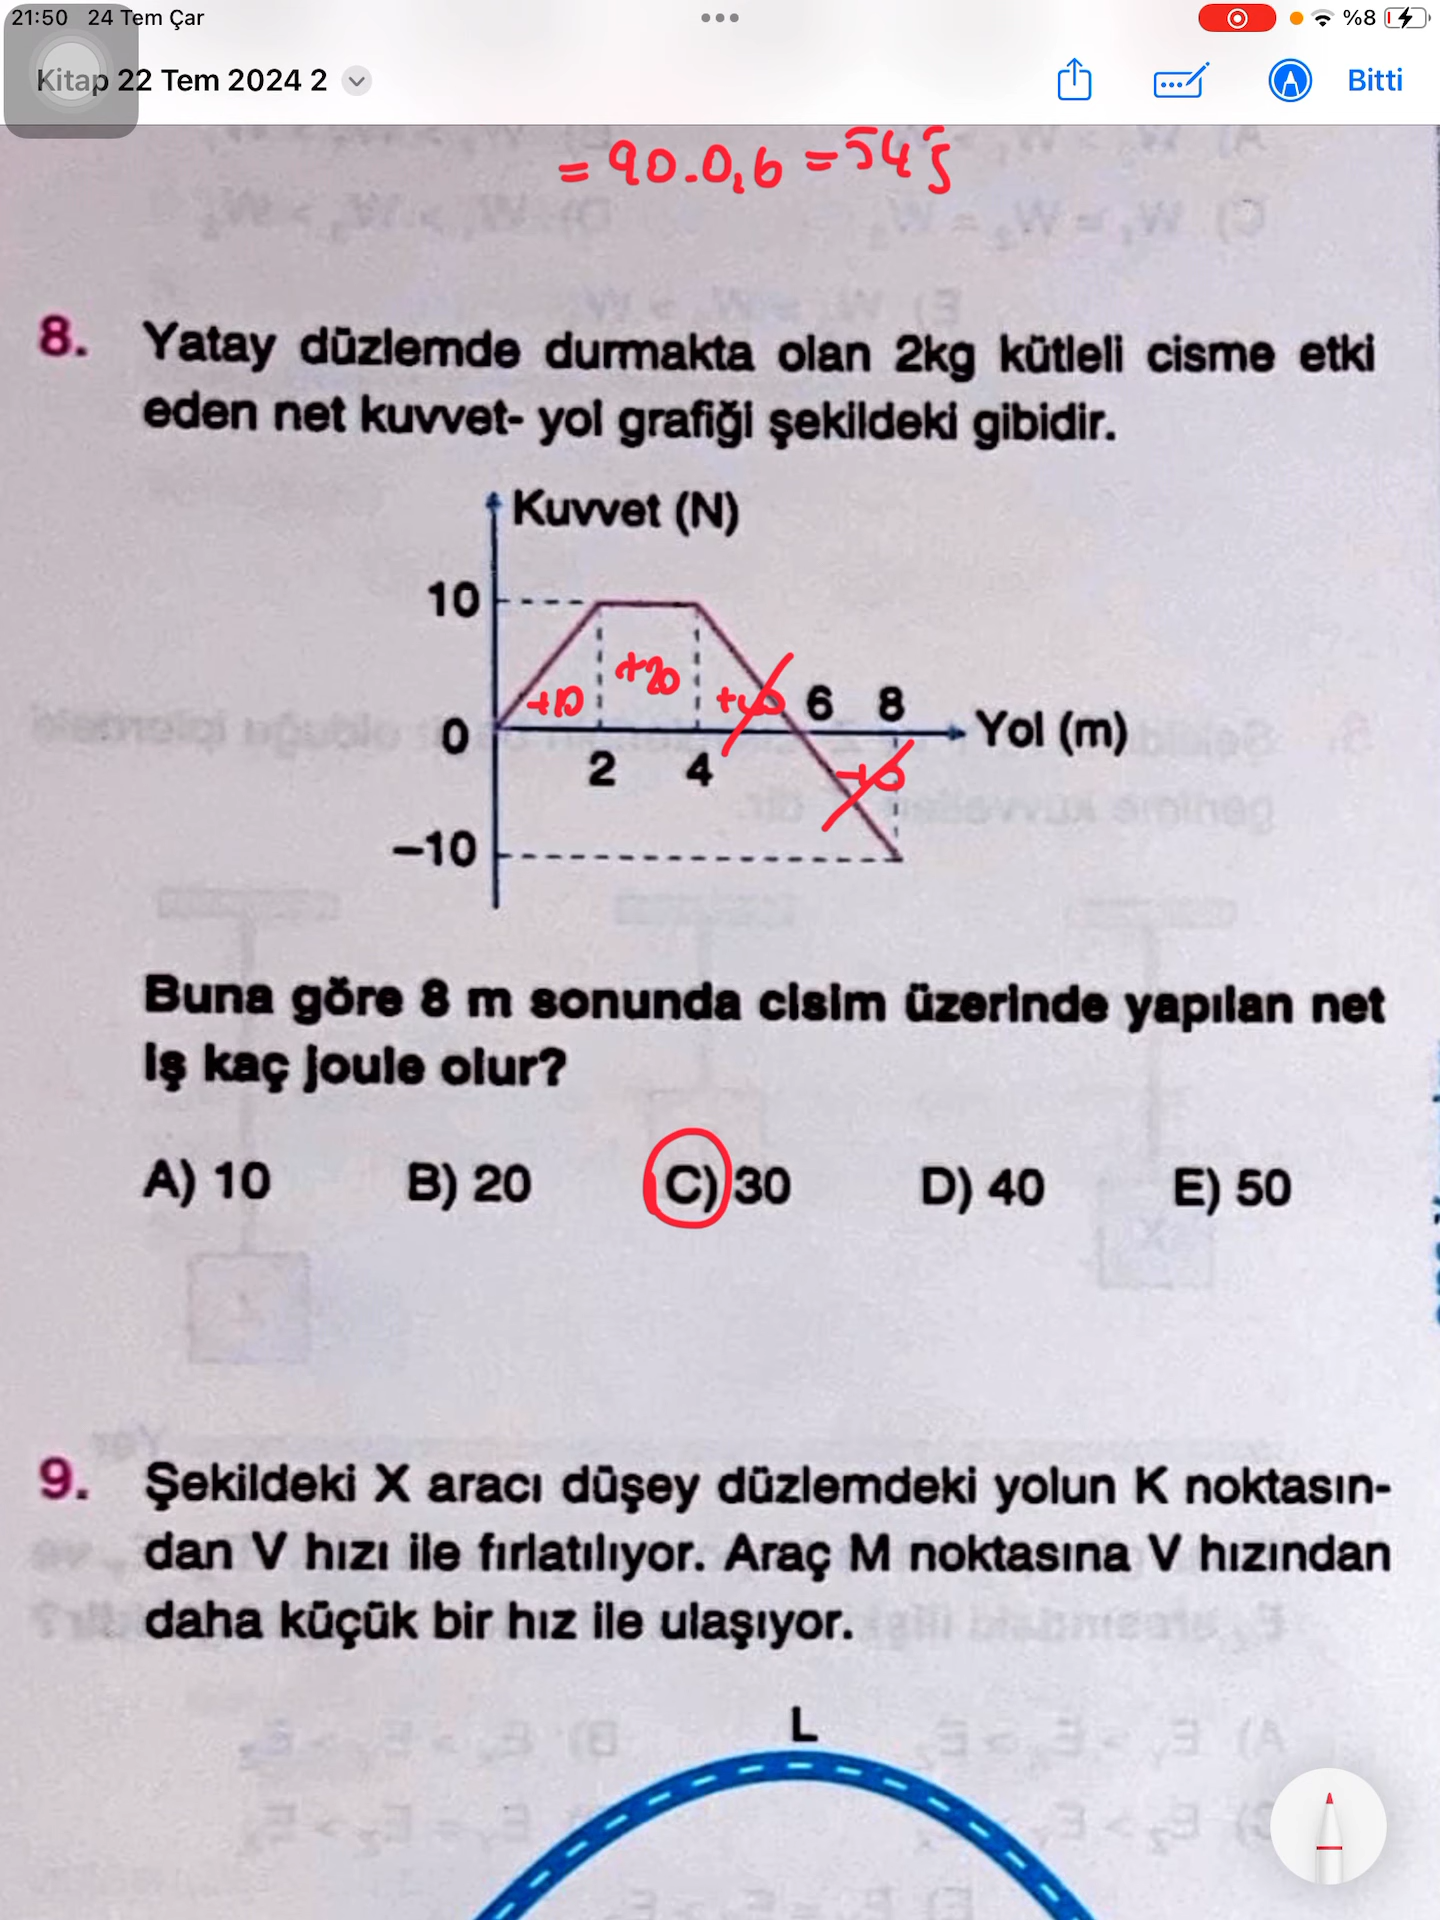 21:50 24 Tem Çar
%8
Kitap 22 Tem 2024 2
Bitti
= 90.0,6 = 54 j
8. Yatay düzlemde durmakta olan 2kg kütleli cisme etki
eden net kuvvet- yol grafiği şekildeki gibidir.
Kuvvet (N)
10
+10 +20
6 8
0
Yol (m)
2 4
-10
Buna göre 8 m sonunda cisim üzerinde yapılan net
iş kaç joule olur?
A) 10 B) 20 C) 30 D) 40 E) 50
9. Şekildeki X aracı düşey düzlemdeki yolun K noktasın-
dan V hızı ile fırlatılıyor. Araç M noktasına V hızından
daha küçük bir hız ile ulaşıyor.
L